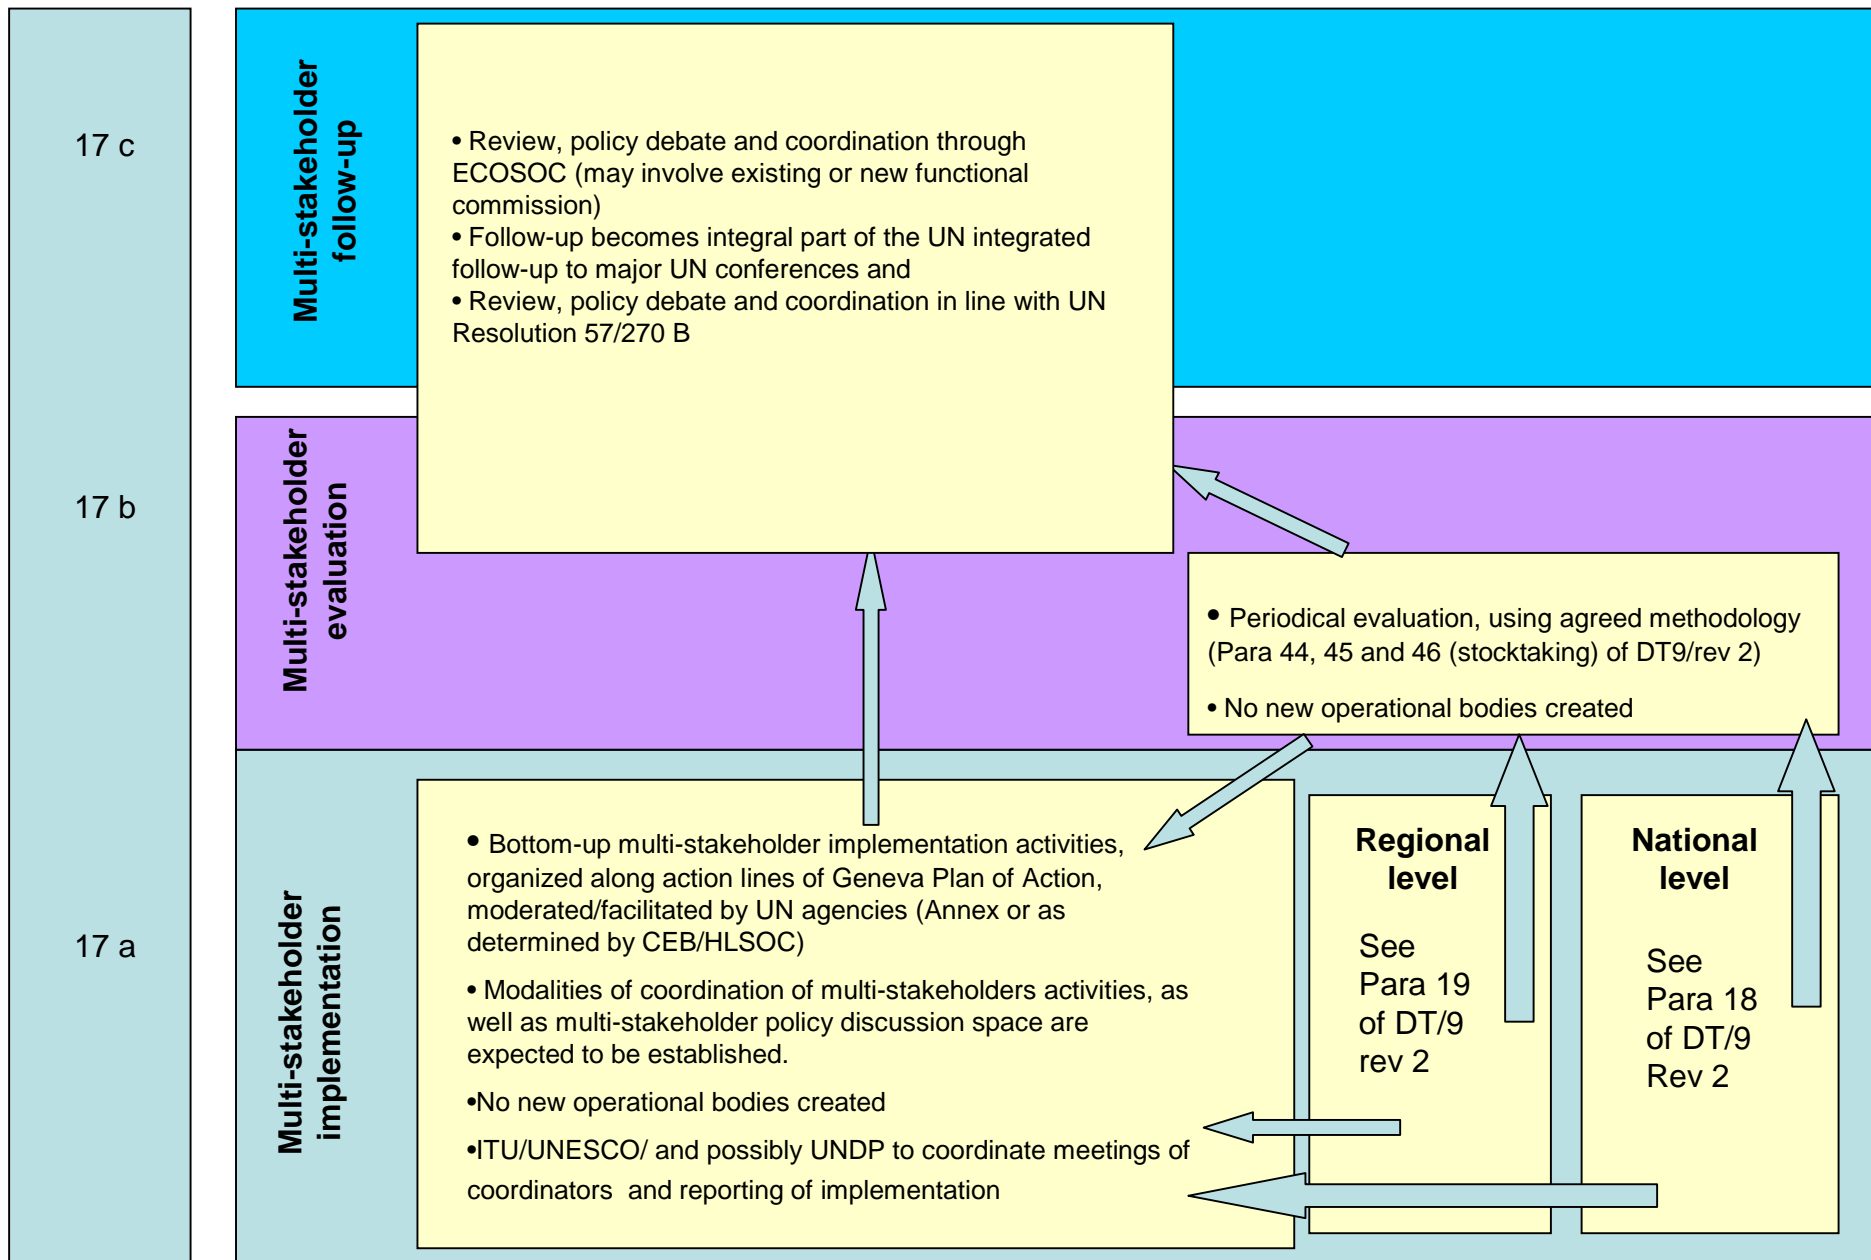 17 c
Multi-stakeholder
follow-up
• Review, policy debate and coordination through
ECOSOC (may involve existing or new functional
commission)
• Follow-up becomes integral part of the UN integrated
follow-up to major UN conferences and
• Review, policy debate and coordination in line with UN
Resolution 57/270 B
17 b
Multi-stakeholder
evaluation
• Periodical evaluation, using agreed methodology
(Para 44, 45 and 46 (stocktaking) of DT9/rev 2)
• No new operational bodies created
17 a
Multi-stakeholder
implementation
• Bottom-up multi-stakeholder implementation activities,
organized along action lines of Geneva Plan of Action,
moderated/facilitated by UN agencies (Annex or as
determined by CEB/HLSOC)
• Modalities of coordination of multi-stakeholders activities, as
well as multi-stakeholder policy discussion space are
expected to be established.
•No new operational bodies created
•ITU/UNESCO/ and possibly UNDP to coordinate meetings of
coordinators and reporting of implementation
Regional
level
See
Para 19
of DT/9
rev 2
National
level
See
Para 18
of DT/9
Rev 2